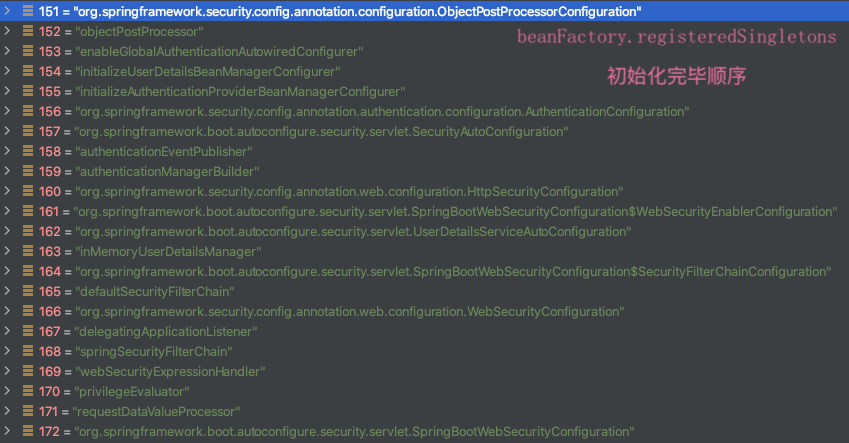 151 = "org.springframework.security.config.annotation.configuration.ObjectPostProcessorConfiguration"
152 = "objectPostProcessor"
beanFactory.registeredSingletons
153 = "enableGlobalAuthenticationAutowiredConfigurer"
154 = "initializeUserDetailsBeanManagerConfigurer"
初始化完毕顺序
155 = "initializeAuthenticationProviderBeanManagerConfigurer"
156 = "org.springframework.security.config.annotation.authentication.configuration.AuthenticationConfiguration"
157 = "org.springframework.boot.autoconfigure.security.servlet.SecurityAutoConfiguration"
158 = "authenticationEventPublisher"
159 = "authenticationManagerBuilder"
160 = "org.springframework.security.config.annotation.web.configuration.HttpSecurityConfiguration"
161 = "org.springframework.boot.autoconfigure.security.servlet.SpringBootWebSecurityConfiguration$WebSecurityEnablerConfiguration"
162 = "org.springframework.boot.autoconfigure.security.servlet.UserDetailsServiceAutoConfiguration"
163 = "inMemoryUserDetailsManager"
164 = "org.springframework.boot.autoconfigure.security.servlet.SpringBootWebSecurityConfiguration$SecurityFilterChainConfiguration"
165 = "defaultSecurityFilterChain"
166 = "org.springframework.security.config.annotation.web.configuration.WebSecurityConfiguration"
167 = "delegatingApplicationListener"
168 = "springSecurityFilterChain"
169 = "webSecurityExpressionHandler"
170 = "privilegeEvaluator"
171 = "requestDataValueProcessor"
172 = "org.springframework.boot.autoconfigure.security.servlet.SpringBootWebSecurityConfiguration"